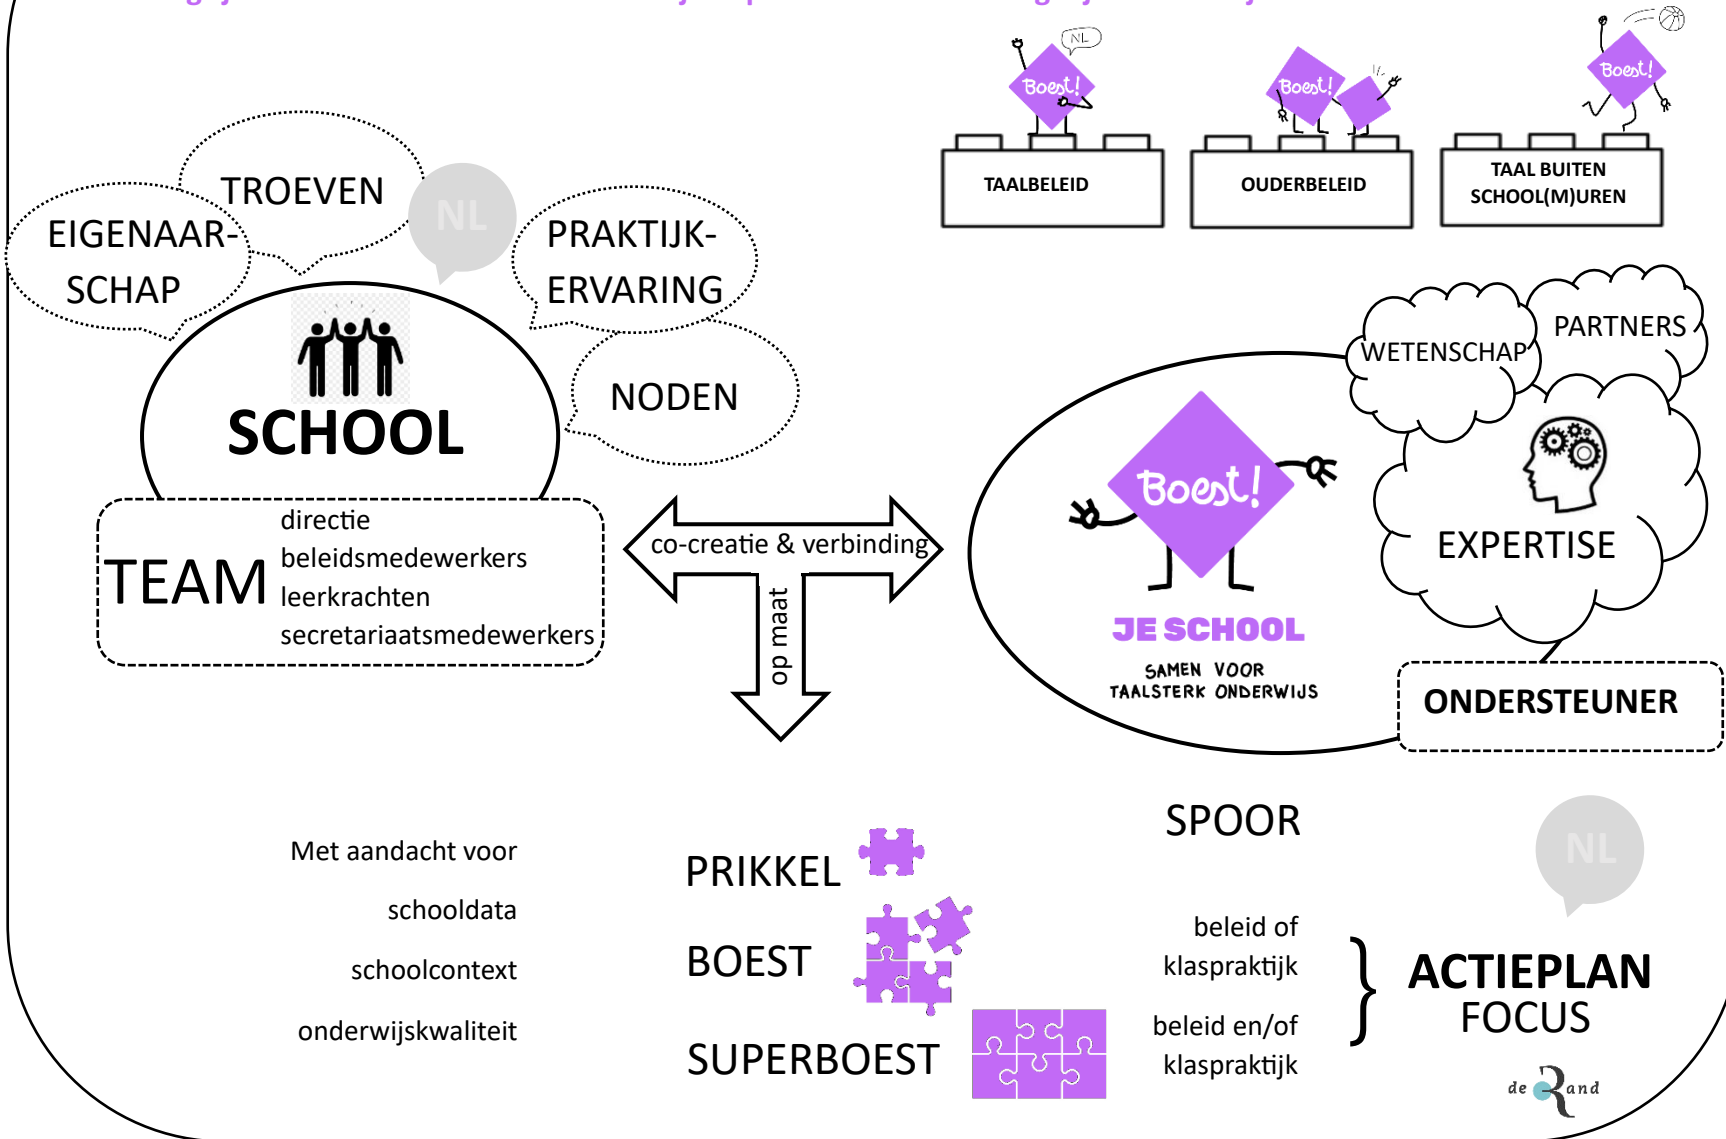 NL
Boest!
Boest!
Boest!
TAALBELEID
OUDERBELEID
TAAL BUITEN
SCHOOL(M)UREN
TROEVEN
NL
EIGENAAR-
SCHAP
PRAKTIJK-
ERVARING
NODEN
SCHOOL
TEAM
directie
beleidsmedewerkers
leerkrachten
secretariaatsmedewerkers
co-creatie & verbinding
op maat
WETENSCHAP
PARTNERS
EXPERTISE
Boest!
JE SCHOOL
SAMEN VOOR
TAALSTERK ONDERWIJS
ONDERSTEUNER
Met aandacht voor
schooldata
schoolcontext
onderwijskwaliteit
PRIKKEL
BOEST
SUPERBOEST
SPOOR
beleid of
klaspraktijk
beleid en/of
klaspraktijk
NL
ACTIEPLAN
FOCUS
de Rand